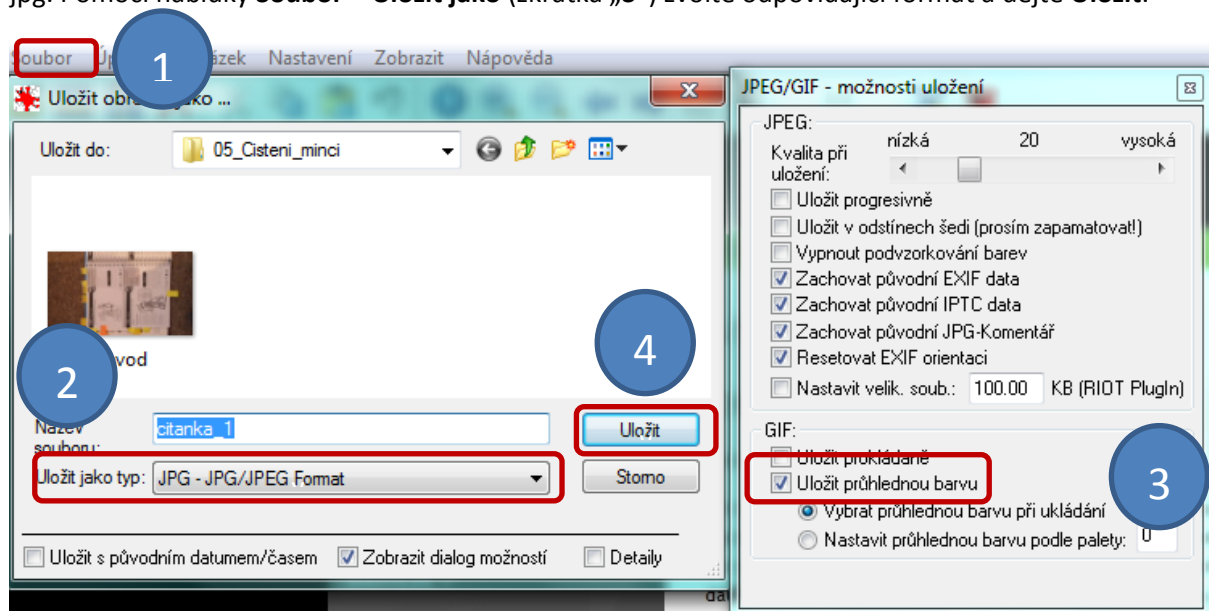 jpg. Pomocí nabídky Soubor – Uložit jako (zkratka „S“) zvolte odpovídající formát a dejte Uložit.
Soubor Nastavení Zobrazit Nápověda
1
Uložit ...
Uložit do: 05_Cisteni_minci
2
4
citanka_1
Uložit
Uložit jako typ: JPG - JPG/JPEG Format
Storno
Uložit s původním datumem/časem Zobrazit dialog možností Detaily
JPEG/GIF - možnosti uložení
JPEG:
nízká 20 vysoká
Kvalita při
uložení:
Uložit progresivně
Uložit v odstínech šedi (prosím zapamatovat!)
Vypnout podvzorkování barev
Zachovat původní EXIF data
Zachovat původní IPTC data
Zachovat původní JPG-Komentář
Resetovat EXIF orientaci
Nastavit velik. soub.: 100.00 KB (RIOT PlugIn)
GIF:
Uložit prokládaně
Uložit průhlednou barvu
3
Vybrat průhlednou barvu při ukládání
Nastavit průhlednou barvu podle palety: 0